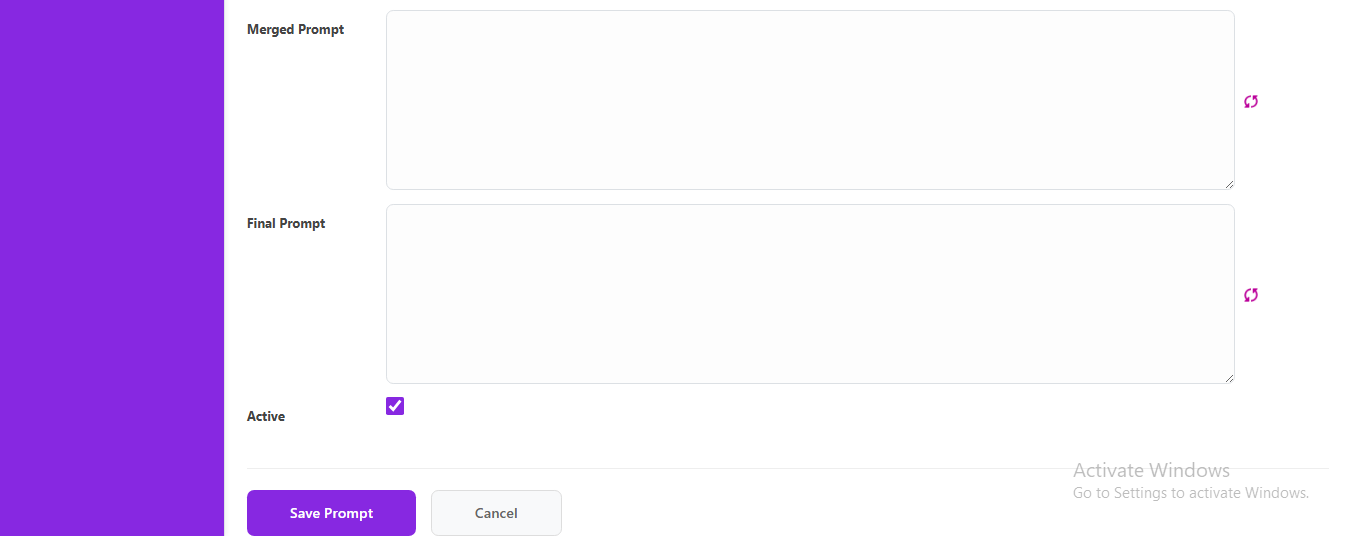 Merged Prompt
Final Prompt
Active
Activate Windows
Go to Settings to activate Windows.
Save Prompt
Cancel